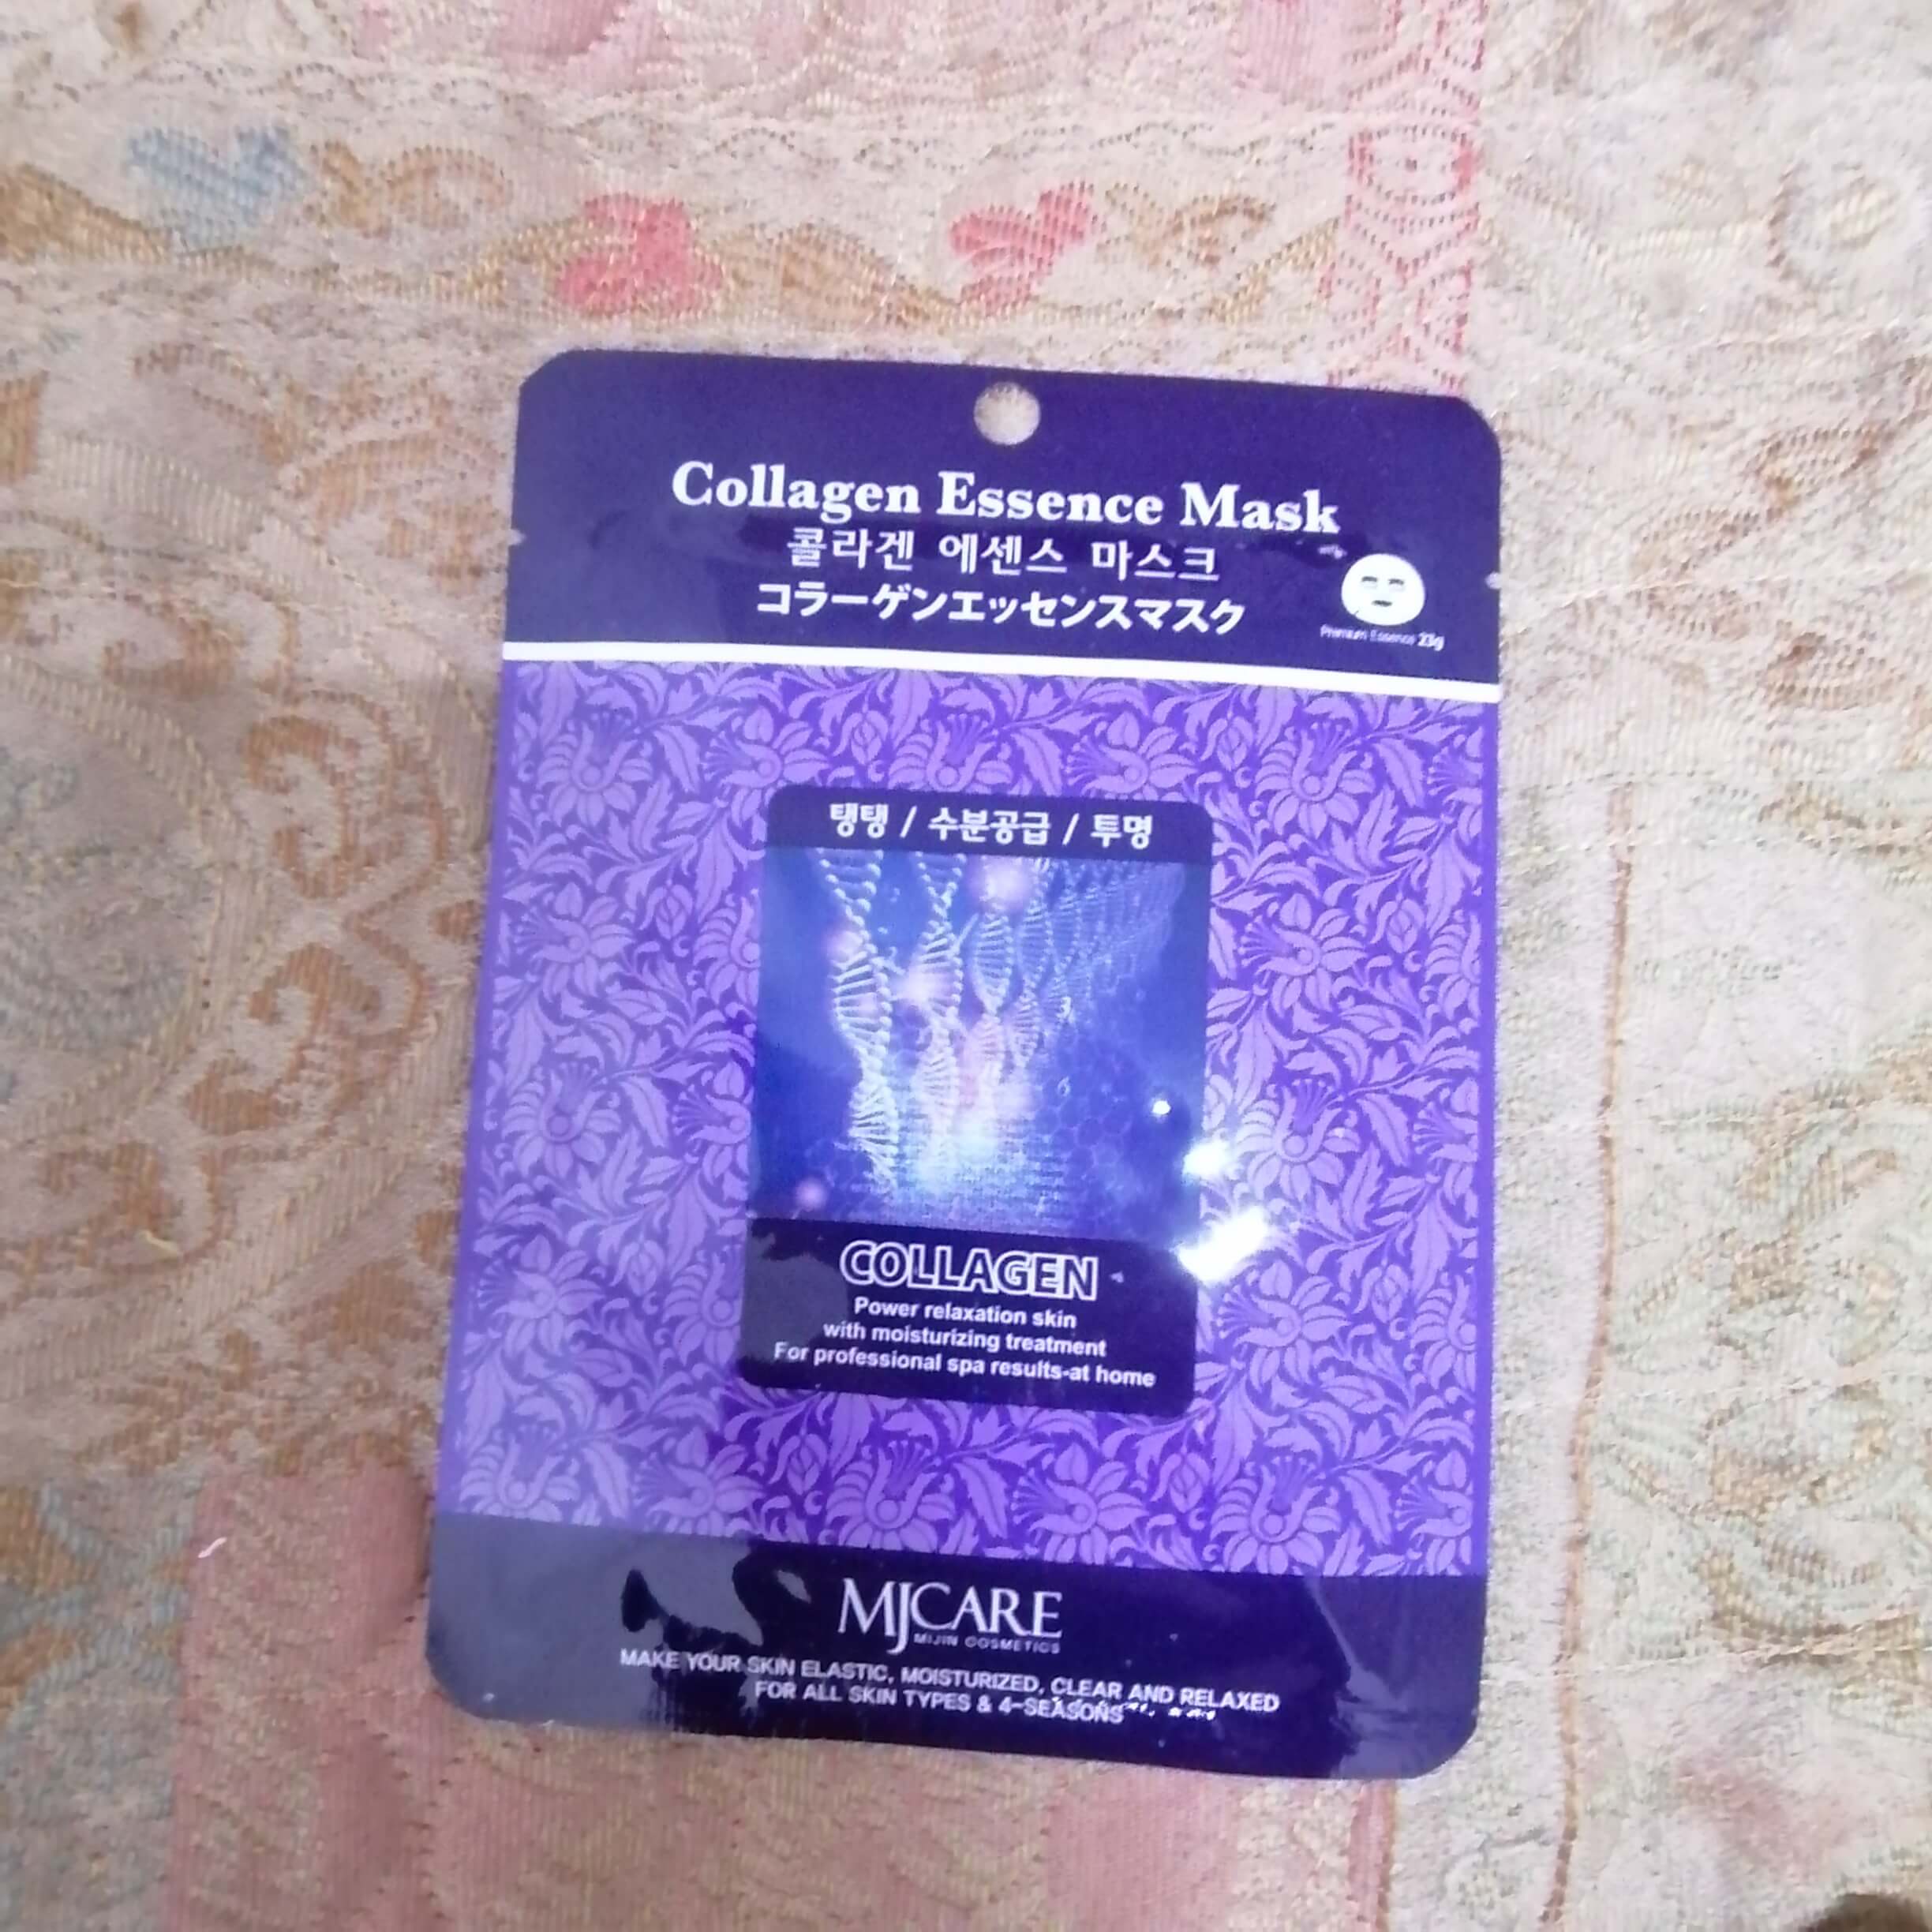 Collagen Essence Mask
콜라겐 에센스 마스크
コラーゲンエッセンスマスク
Premium Essence 23g
탱탱 / 수분공급 / 투명
COLLAGEN
Power relaxation skin
with moisturizing treatment
For professional spa results-at home
MJCARE
MIJIN COSMETICS
MAKE YOUR SKIN ELASTIC, MOISTURIZED, CLEAR AND RELAXED
FOR ALL SKIN TYPES & 4-SEASONS